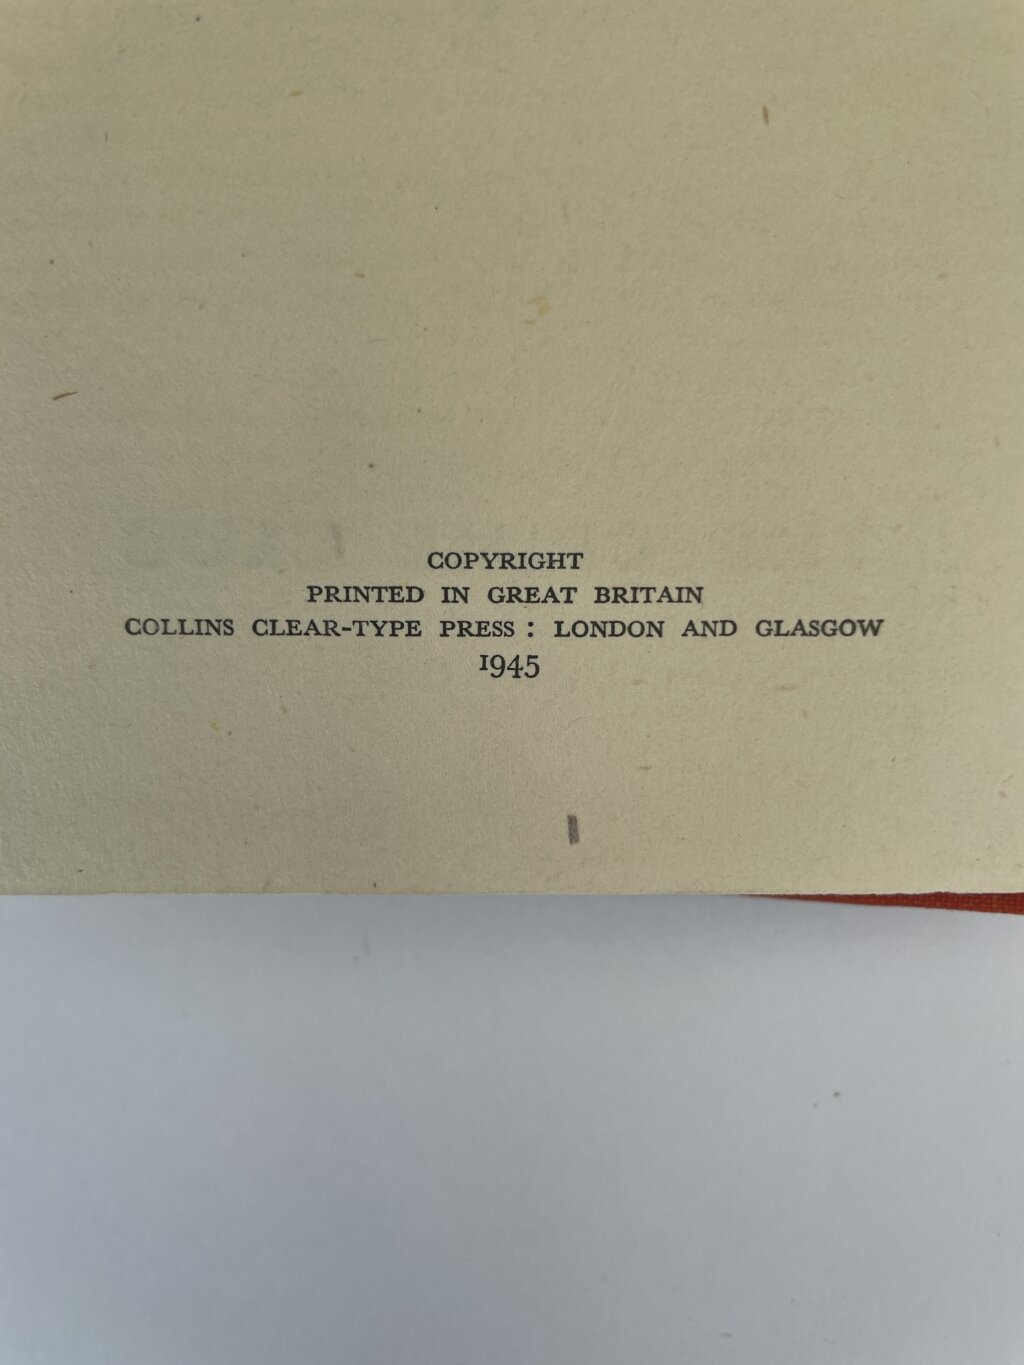 COPYRIGHT
PRINTED IN GREAT BRITAIN
COLLINS CLEAR-TYPE PRESS : LONDON AND GLASGOW
1945